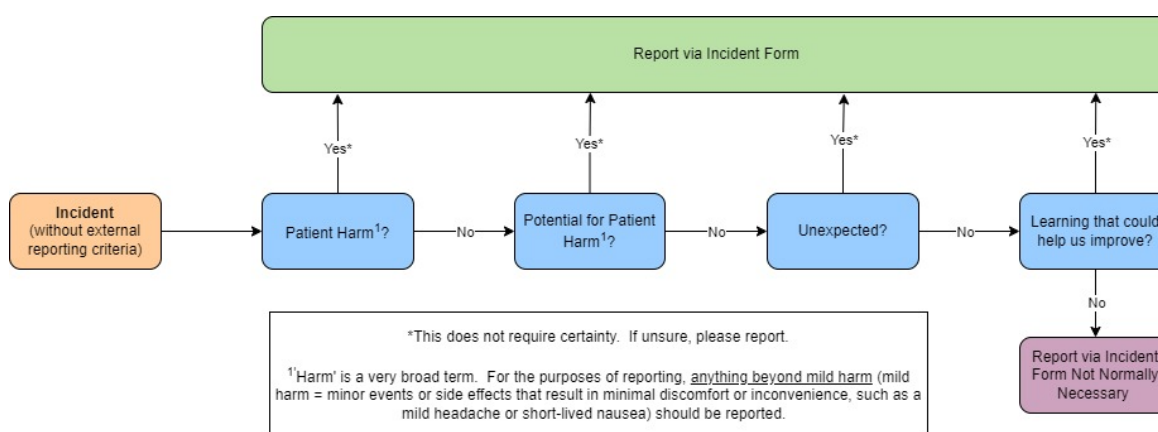 Report via Incident Form
Yes*
Yes*
Yes*
Yes*
Incident
(without external
reporting criteria)
Patient Harm¹?
No
Potential for Patient
Harm¹?
No
Unexpected?
No
Learning that could
help us improve?
No
Report via Incident
Form Not Normally
Necessary
*This does not require certainty.  If unsure, please report.
¹'Harm' is a very broad term.  For the purposes of reporting, anything beyond mild harm (mild
harm = minor events or side effects that result in minimal discomfort or inconvenience, such as a
mild headache or short-lived nausea) should be reported.